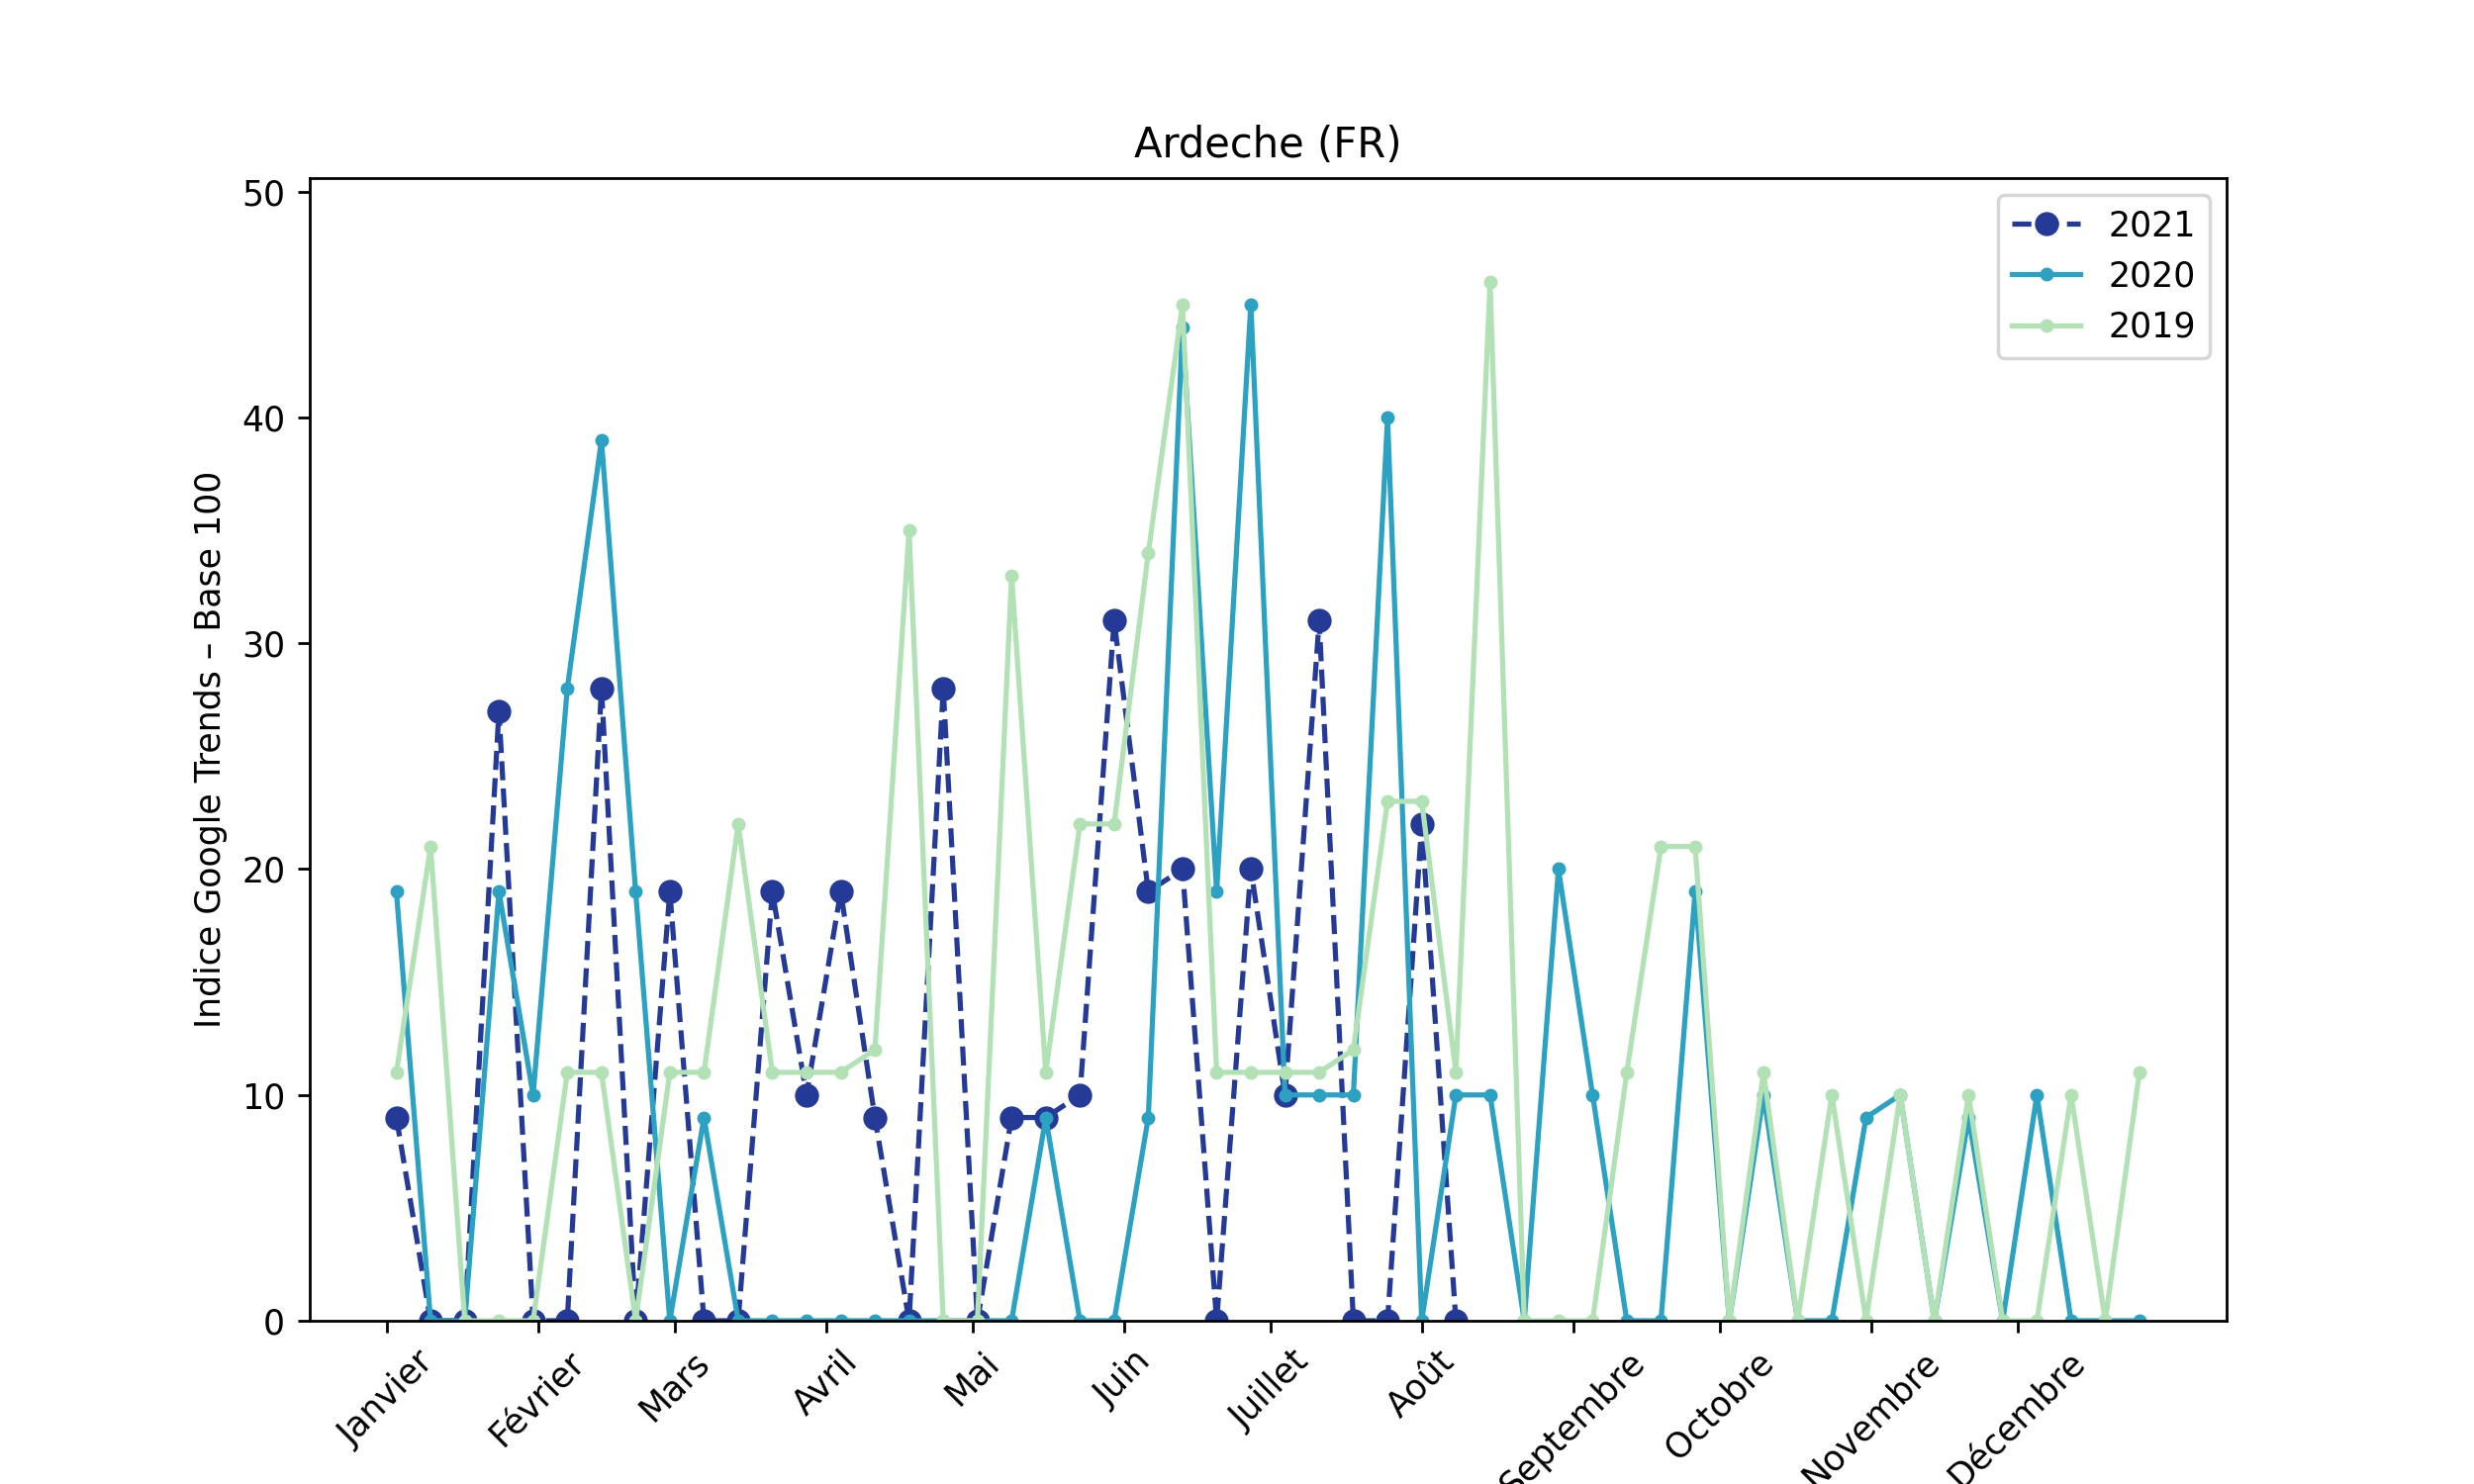 Ardeche (FR)
50
40
30
20
10
0
Indice Google Trends – Base 100
2021
2020
2019
Janvier
Février
Mars
Avril
Mai
Juin
Juillet
Août
Septembre
Octobre
Novembre
Décembre